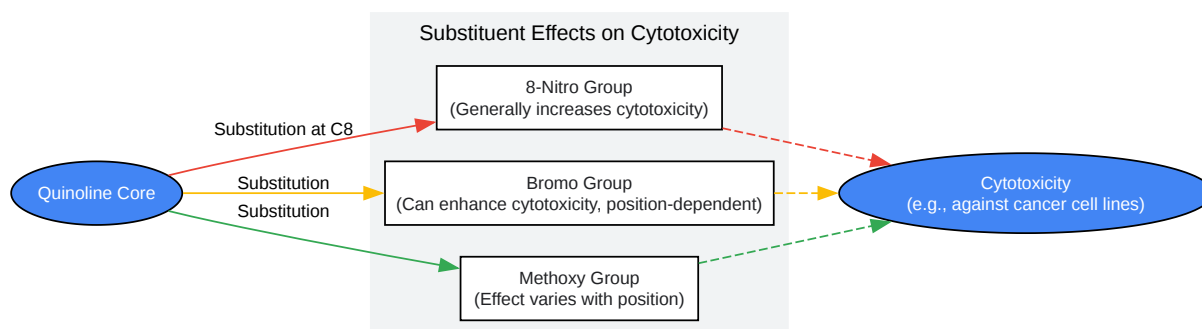 Substituent Effects on Cytotoxicity
8-Nitro Group
(Generally increases cytotoxicity)
Substitution at C8
Quinoline Core
Substitution
Bromo Group
(Can enhance cytotoxicity, position-dependent)
Cytotoxicity
(e.g., against cancer cell lines)
Substitution
Methoxy Group
(Effect varies with position)